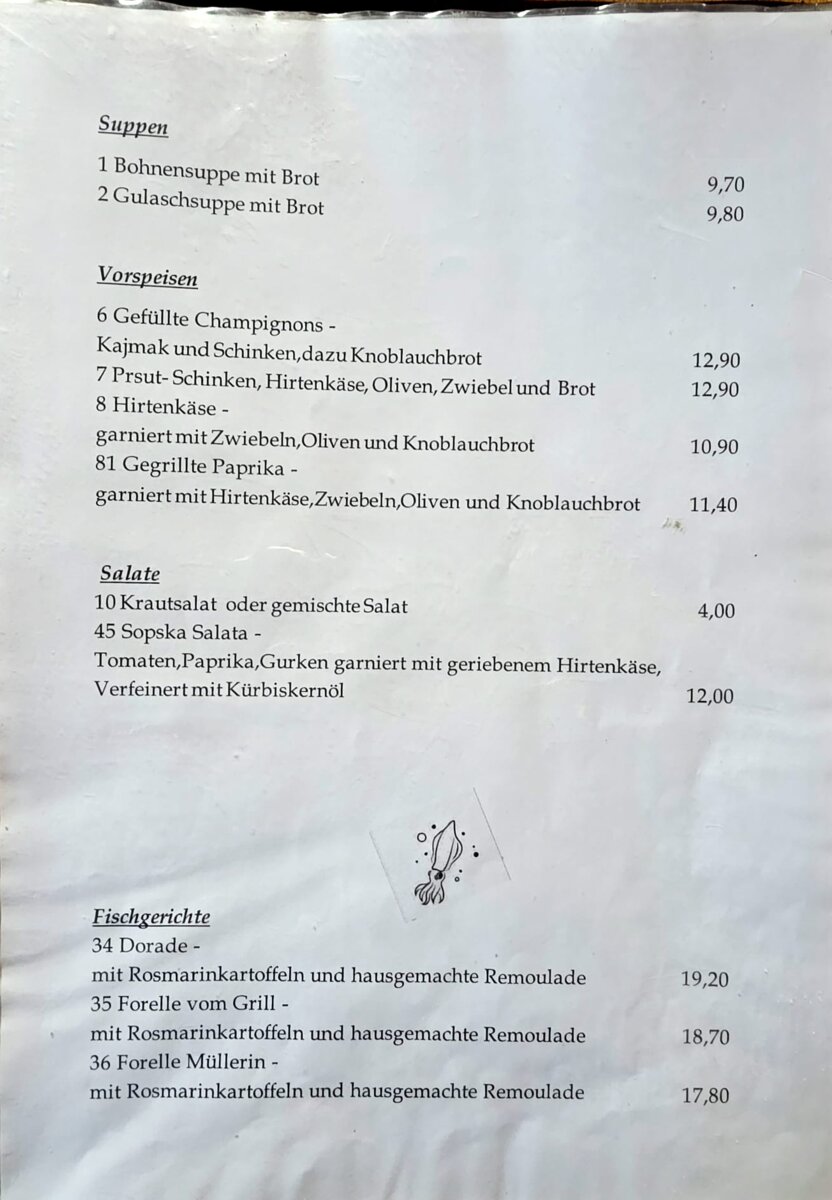 Suppen
1 Bohnensuppe mit Brot 9,70
2 Gulaschsuppe mit Brot 9,80
Vorspeisen
6 Gefüllte Champignons -
Kajmak und Schinken,dazu Knoblauchbrot 12,90
7 Prsut- Schinken, Hirtenkäse, Oliven, Zwiebel und Brot 12,90
8 Hirtenkäse -
garniert mit Zwiebeln,Oliven und Knoblauchbrot 10,90
81 Gegrillte Paprika -
garniert mit Hirtenkäse,Zwiebeln,Oliven und Knoblauchbrot 11,40
Salate
10 Krautsalat oder gemischte Salat 4,00
45 Sopska Salata -
Tomaten,Paprika,Gurken garniert mit geriebenem Hirtenkäse,
Verfeinert mit Kürbiskernöl 12,00
Fischgerichte
34 Dorade -
mit Rosmarinkartoffeln und hausgemachte Remoulade 19,20
35 Forelle vom Grill -
mit Rosmarinkartoffeln und hausgemachte Remoulade 18,70
36 Forelle Müllerin -
mit Rosmarinkartoffeln und hausgemachte Remoulade 17,80